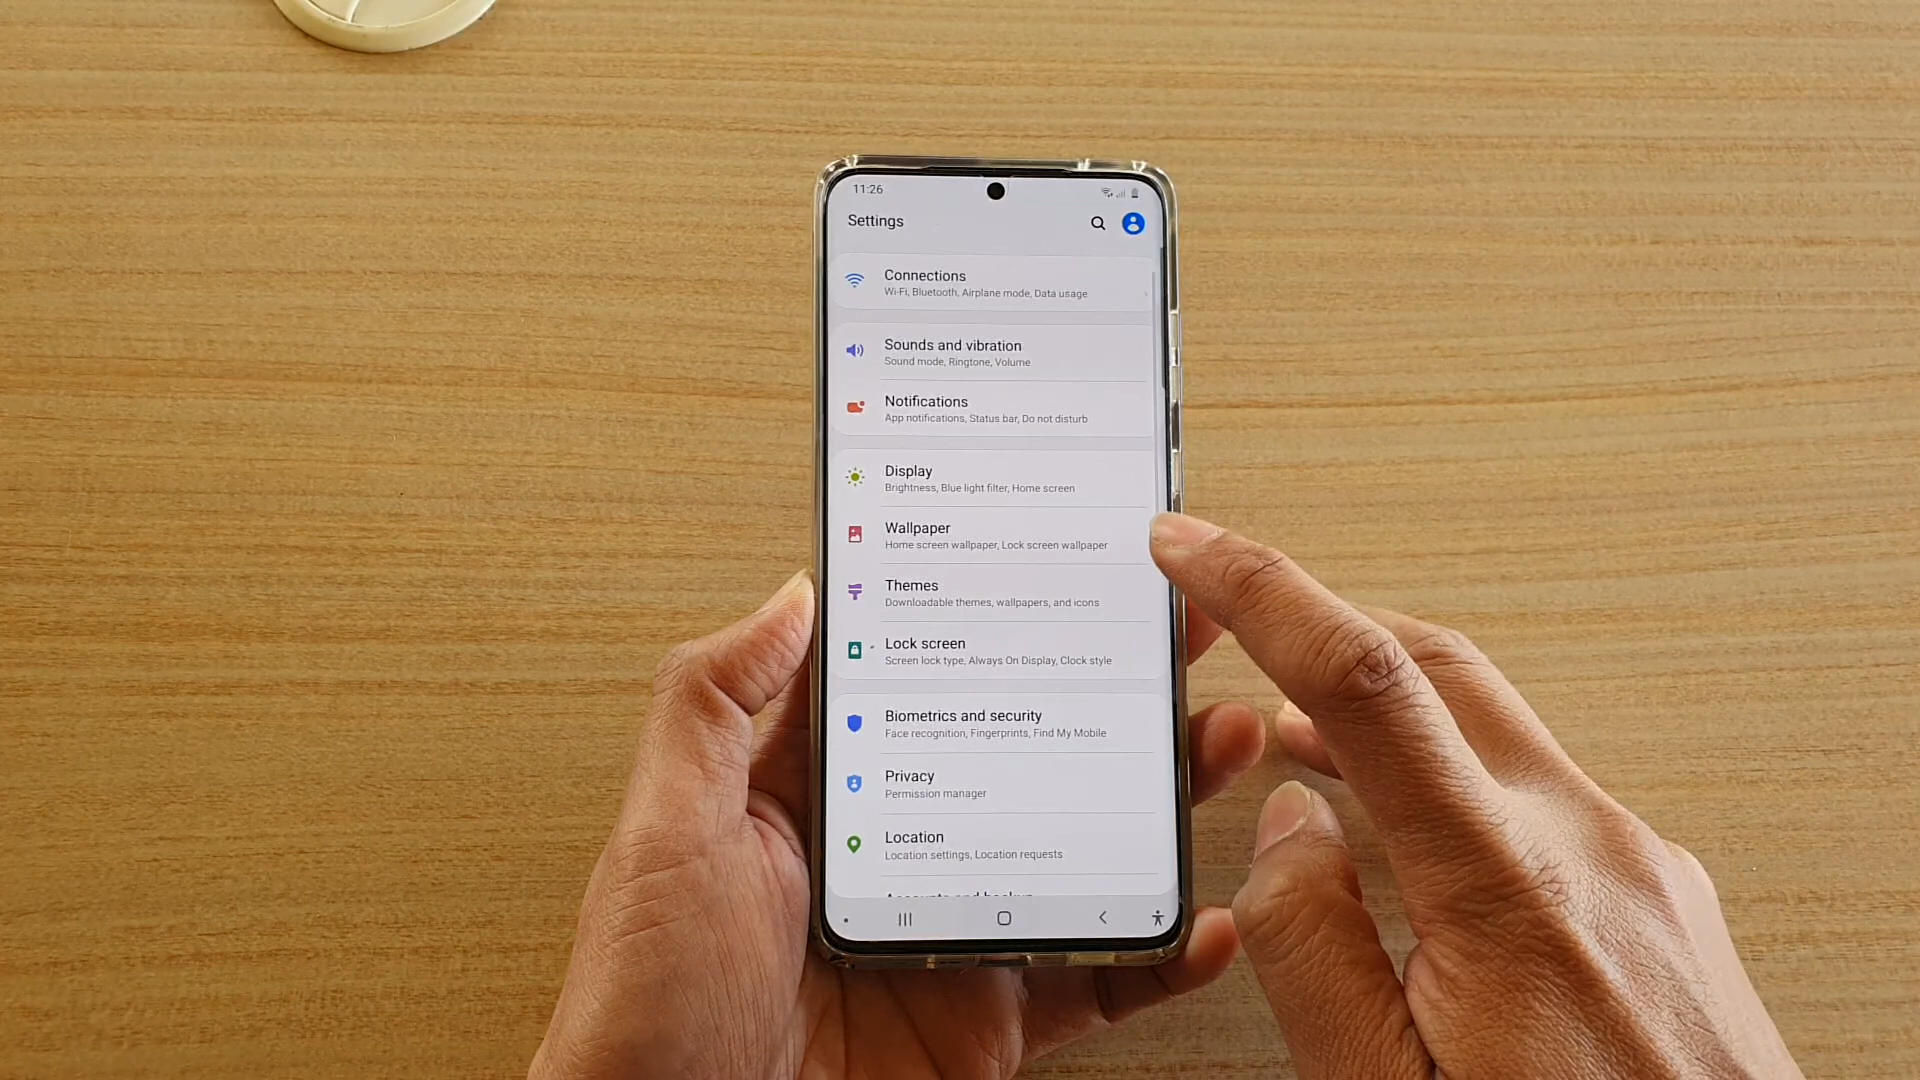 11:26
Settings
Connections
Wi-Fi, Bluetooth, Airplane mode, Data usage
Sounds and vibration
Sound mode, Ringtone, Volume
Notifications
App notifications, Status bar, Do not disturb
Display
Brightness, Blue light filter, Home screen
Wallpaper
Home screen wallpaper, Lock screen wallpaper
Themes
Downloadable themes, wallpapers, and icons
Lock screen
Screen lock type, Always On Display, Clock style
Biometrics and security
Face recognition, Fingerprints, Find My Mobile
Privacy
Permission manager
Location
Location settings, Location requests
Accounts and backup